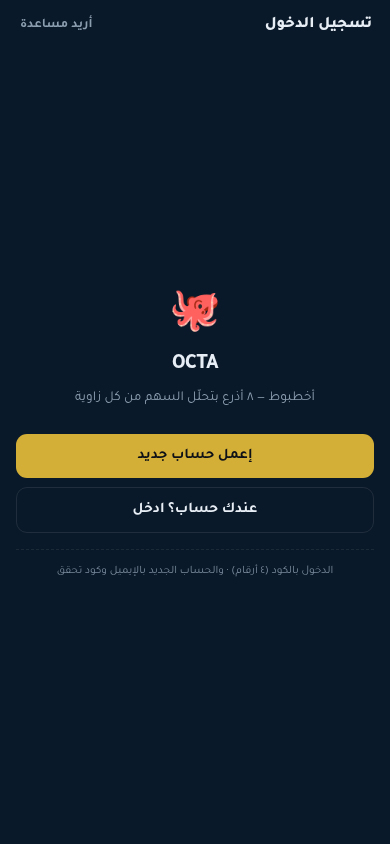 تسجيل الدخول
أريد مساعدة
OCTA
أخطبوط — ٨ أذرع بتحلّل السهم من كل زاوية
إعمل حساب جديد
عندك حساب؟ ادخل
الدخول بالكود (٤ أرقام) · والحساب الجديد بالإيميل وكود تحقق